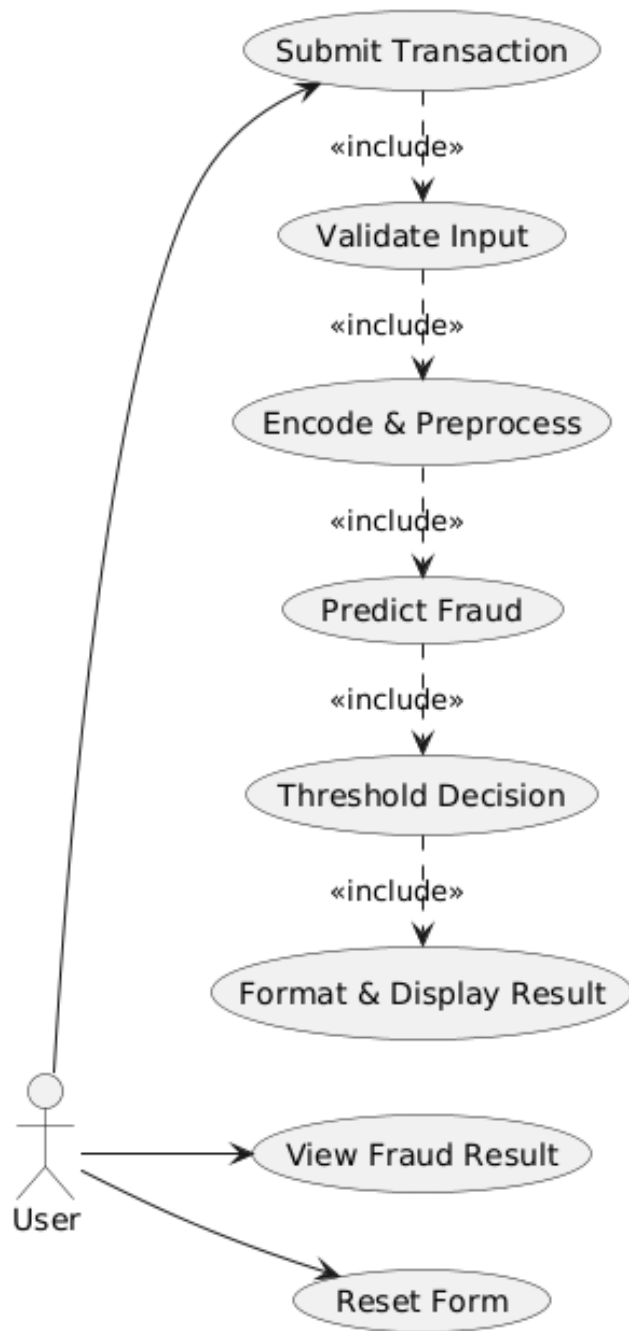 Submit Transaction
«include»
Validate Input
«include»
Encode & Preprocess
«include»
Predict Fraud
«include»
Threshold Decision
«include»
Format & Display Result
View Fraud Result
User
Reset Form